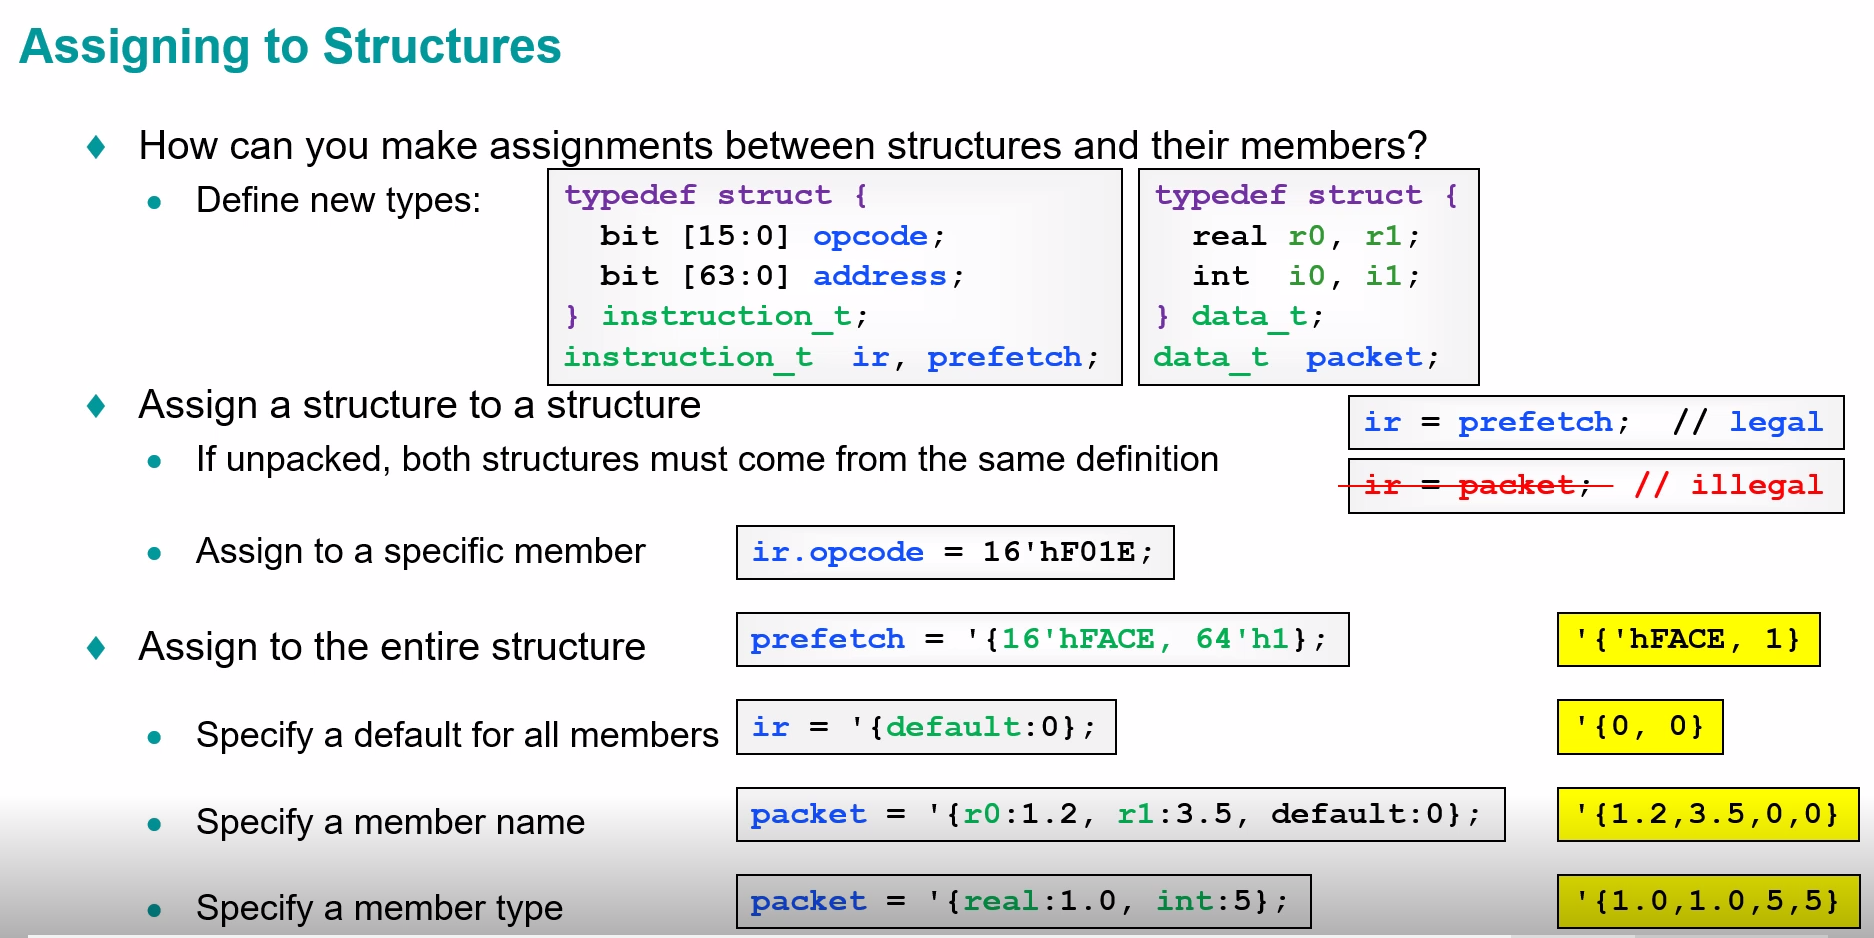 Assigning to Structures
How can you make assignments between structures and their members?
Define new types:
typedef struct {
bit [15:0] opcode;
bit [63:0] address;
} instruction_t;
instruction_t ir, prefetch;
typedef struct {
real r0, r1;
int i0, i1;
} data_t;
data_t packet;
Assign a structure to a structure
ir = prefetch; // legal
If unpacked, both structures must come from the same definition
ir = packet; // illegal
Assign to a specific member
ir.opcode = 16'hF01E;
Assign to the entire structure
prefetch = '{16'hFACE, 64'h1};
'{'hFACE, 1}
Specify a default for all members
ir = '{default:0};
'{0, 0}
Specify a member name
packet = '{r0:1.2, r1:3.5, default:0};
'{1.2,3.5,0,0}
Specify a member type
packet = '{real:1.0, int:5};
'{1.0,1.0,5,5}